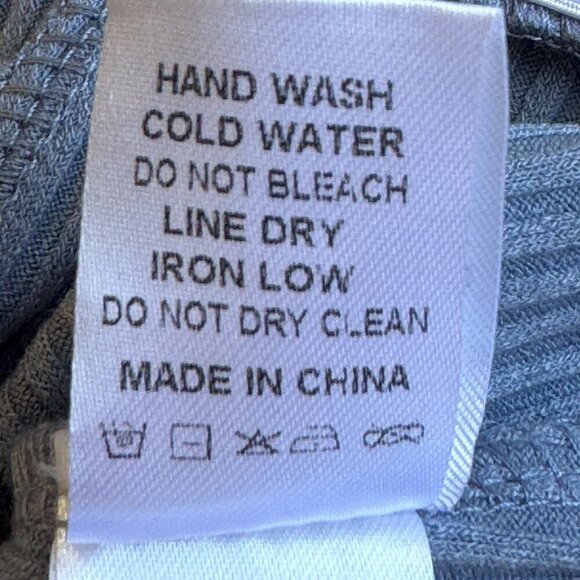 HAND WASH
COLD WATER
DO NOT BLEACH
LINE DRY
IRON LOW
DO NOT DRY CLEAN
MADE IN CHINA